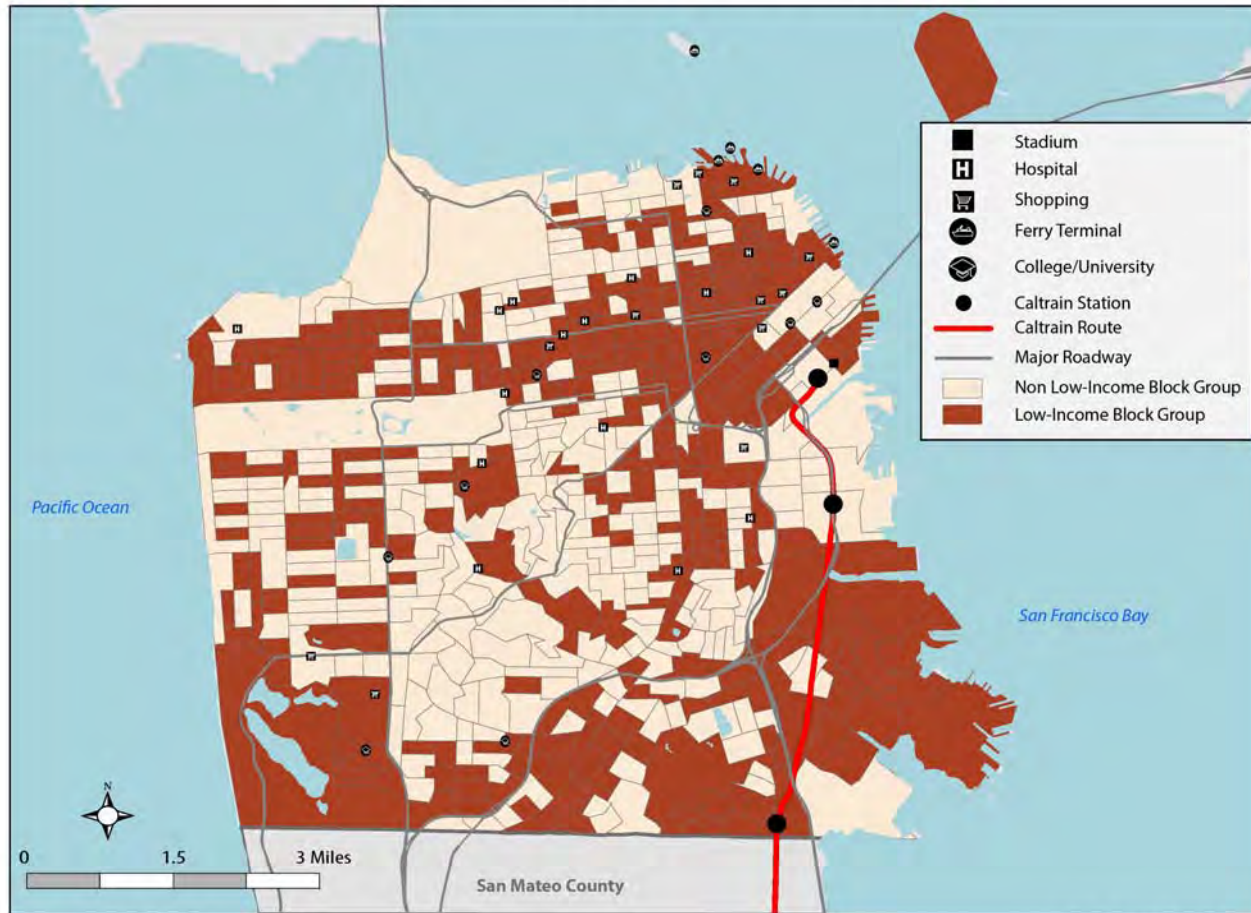 N
Pacific Ocean
San Francisco Bay
San Mateo County
0 1.5 3 Miles
Stadium
H Hospital
Shopping
Ferry Terminal
College/University
Caltrain Station
Caltrain Route
Major Roadway
Non Low-Income Block Group
Low-Income Block Group